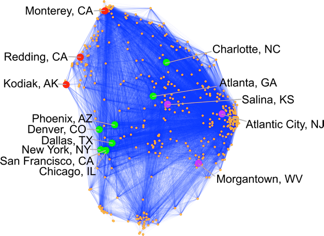 Monterey, CA
Charlotte, NC
Redding, CA
Kodiak, AK
Atlanta, GA
Salina, KS
Phoenix, AZ
Denver, CO
Dallas, TX
New York, NY
San Francisco, CA
Chicago, IL
Atlantic City, NJ
Morgantown, WV